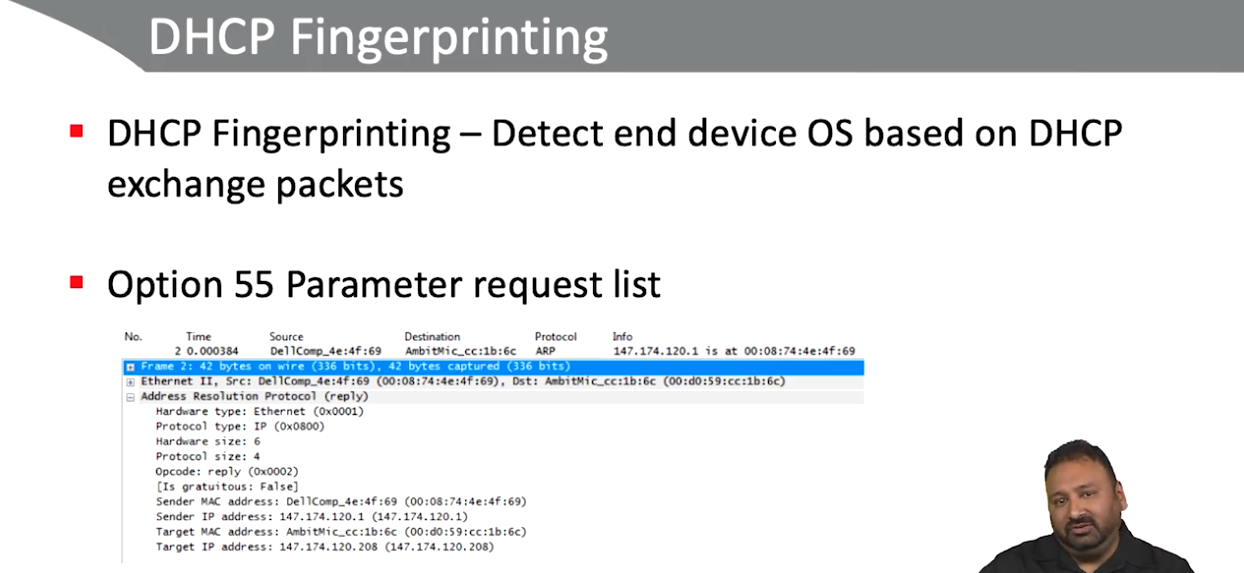 DHCP Fingerprinting
DHCP Fingerprinting – Detect end device OS based on DHCP
exchange packets
Option 55 Parameter request list
No. Time Source Destination Protocol Info
2 0.000384 DellComp_4e:4f:69 AmbitMic_cc:1b:6c ARP 147.174.120.1 is at 00:08:74:4e:4f:69
Frame 2: 42 bytes on wire (336 bits), 42 bytes captured (336 bits)
Ethernet II, Src: DellComp_4e:4f:69 (00:08:74:4e:4f:69), Dst: AmbitMic_cc:1b:6c (00:d0:59:cc:1b:6c)
Address Resolution Protocol (reply)
Hardware type: Ethernet (0x0001)
Protocol type: IP (0x0800)
Hardware size: 6
Protocol size: 4
Opcode: reply (0x0002)
[Is gratuitous: False]
Sender MAC address: DellComp_4e:4f:69 (00:08:74:4e:4f:69)
Sender IP address: 147.174.120.1 (147.174.120.1)
Target MAC address: AmbitMic_cc:1b:6c (00:d0:59:cc:1b:6c)
Target IP address: 147.174.120.208 (147.174.120.208)